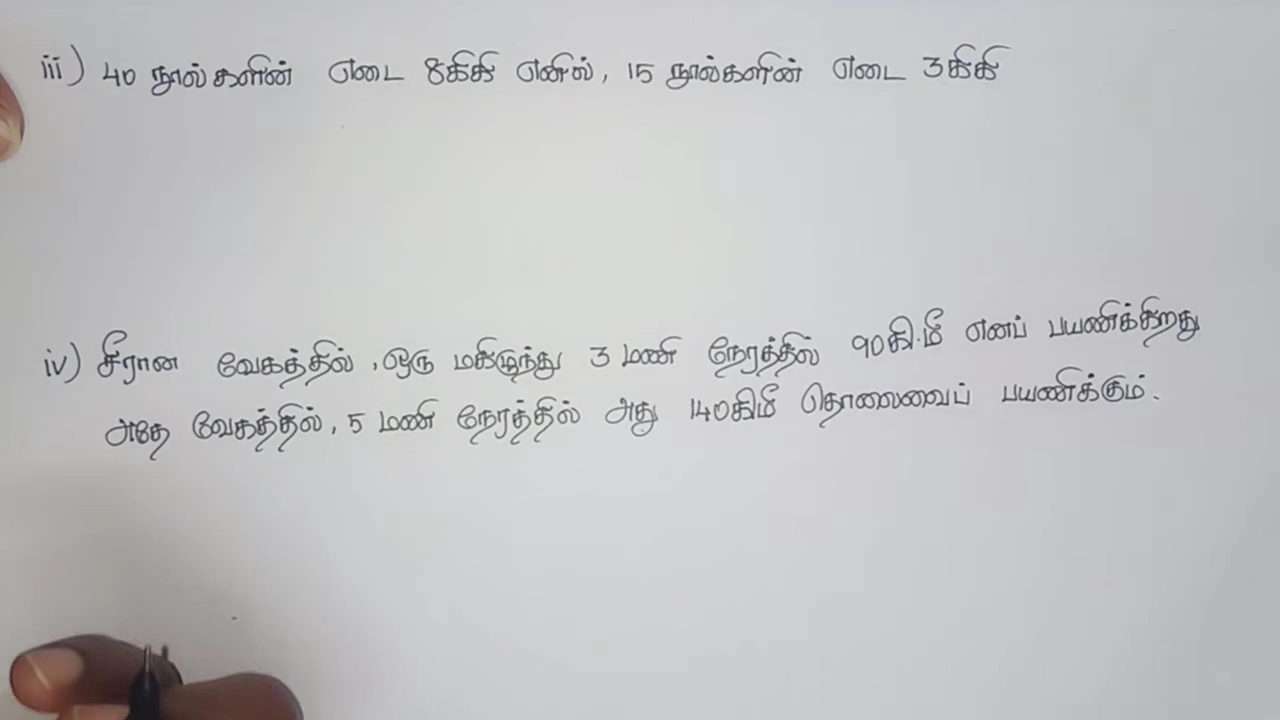 iii) 40 நூல்களின் எடை 8கிகி எனில், 15 நூல்களின் எடை 3கிகி
iv) சீரான வேகத்தில், ஒரு மகிழுந்து 3 மணி நேரத்தில் 90கி.மீ எனப் பயணிக்கிறது
அதே வேகத்தில், 5 மணி நேரத்தில் அது 140கிமீ தொலைவைப் பயணிக்கும்.